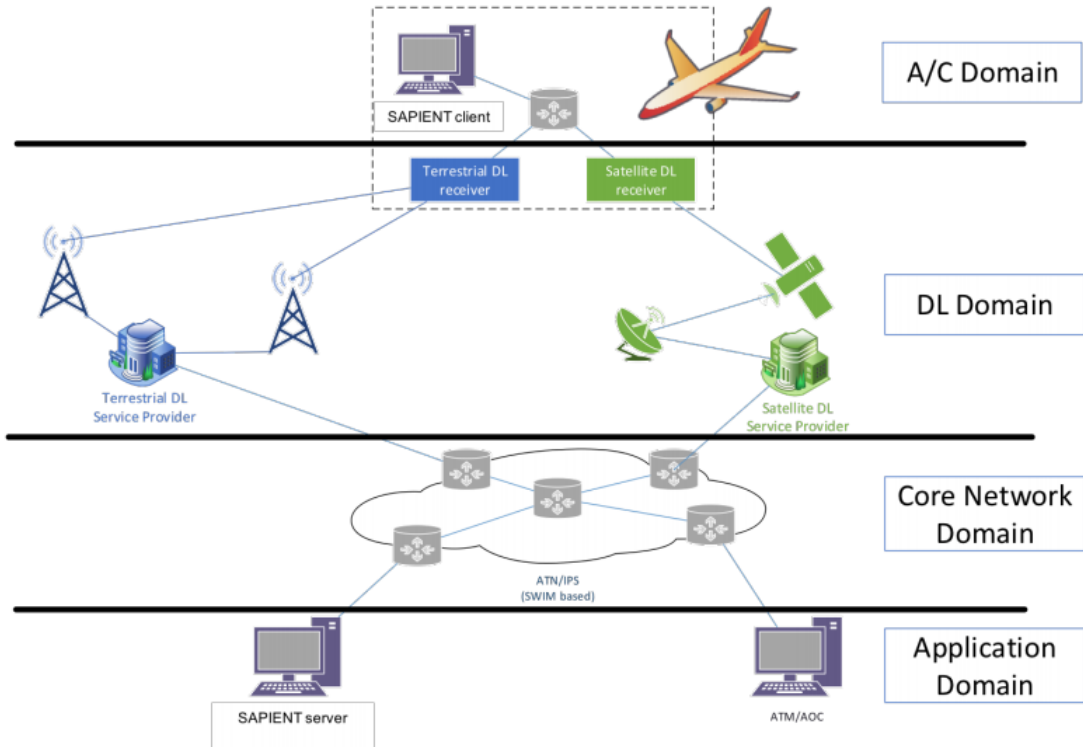 A/C Domain
SAPIENT client
Terrestrial DL
receiver
Satellite DL
receiver
DL Domain
Terrestrial DL
Service Provider
Satellite DL
Service Provider
Core Network
Domain
ATN/IPS
(SWIM based)
Application
Domain
SAPIENT server
ATM/AOC